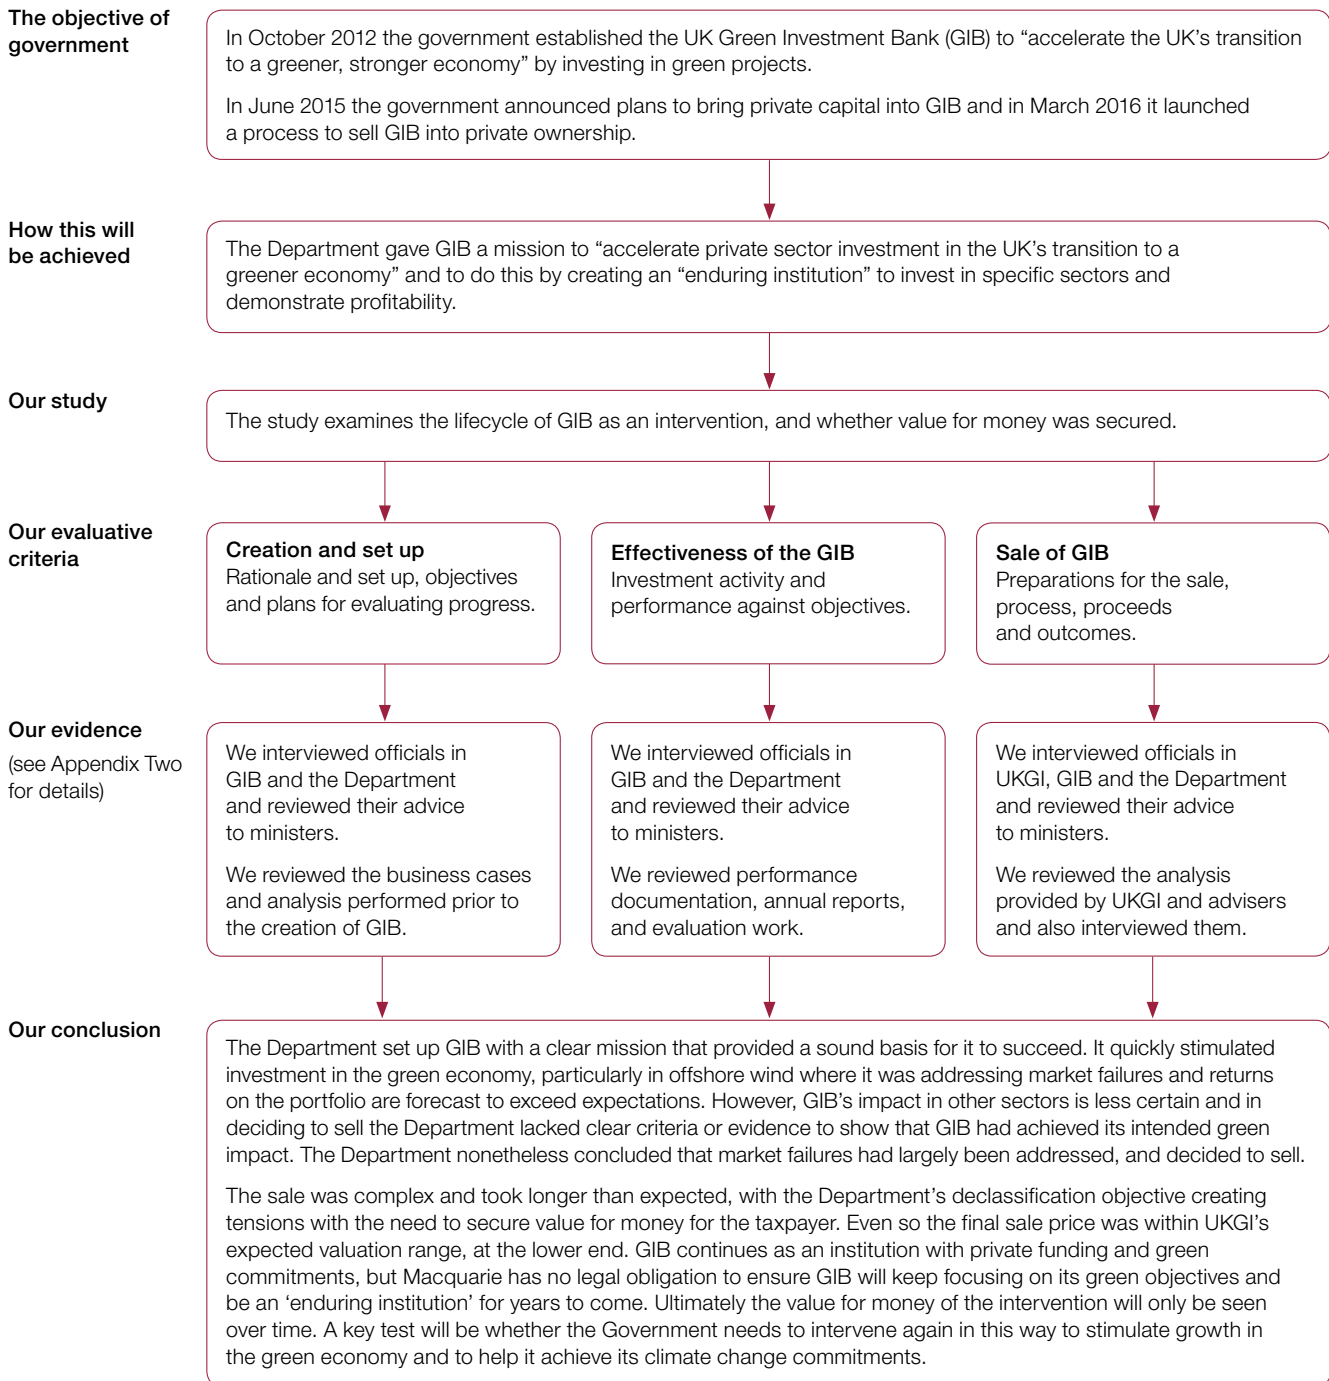 The objective of
government
In October 2012 the government established the UK Green Investment Bank (GIB) to “accelerate the UK’s transition
to a greener, stronger economy” by investing in green projects.
In June 2015 the government announced plans to bring private capital into GIB and in March 2016 it launched
a process to sell GIB into private ownership.
How this will
be achieved
The Department gave GIB a mission to “accelerate private sector investment in the UK’s transition to a
greener economy” and to do this by creating an “enduring institution” to invest in specific sectors and
demonstrate profitability.
Our study
The study examines the lifecycle of GIB as an intervention, and whether value for money was secured.
Our evaluative
criteria
Creation and set up
Rationale and set up, objectives
and plans for evaluating progress.
Effectiveness of the GIB
Investment activity and
performance against objectives.
Sale of GIB
Preparations for the sale,
process, proceeds
and outcomes.
Our evidence
(see Appendix Two
for details)
We interviewed officials in
GIB and the Department
and reviewed their advice
to ministers.
We reviewed the business cases
and analysis performed prior to
the creation of GIB.
We interviewed officials in
GIB and the Department
and reviewed their advice
to ministers.
We reviewed performance
documentation, annual reports,
and evaluation work.
We interviewed officials in
UKGI, GIB and the Department
and reviewed their advice
to ministers.
We reviewed the analysis
provided by UKGI and advisers
and also interviewed them.
Our conclusion
The Department set up GIB with a clear mission that provided a sound basis for it to succeed. It quickly stimulated
investment in the green economy, particularly in offshore wind where it was addressing market failures and returns
on the portfolio are forecast to exceed expectations. However, GIB’s impact in other sectors is less certain and in
deciding to sell the Department lacked clear criteria or evidence to show that GIB had achieved its intended green
impact. The Department nonetheless concluded that market failures had largely been addressed, and decided to sell.
The sale was complex and took longer than expected, with the Department’s declassification objective creating
tensions with the need to secure value for money for the taxpayer. Even so the final sale price was within UKGI’s
expected valuation range, at the lower end. GIB continues as an institution with private funding and green
commitments, but Macquarie has no legal obligation to ensure GIB will keep focusing on its green objectives and
be an ‘enduring institution’ for years to come. Ultimately the value for money of the intervention will only be seen
over time. A key test will be whether the Government needs to intervene again in this way to stimulate growth in
the green economy and to help it achieve its climate change commitments.